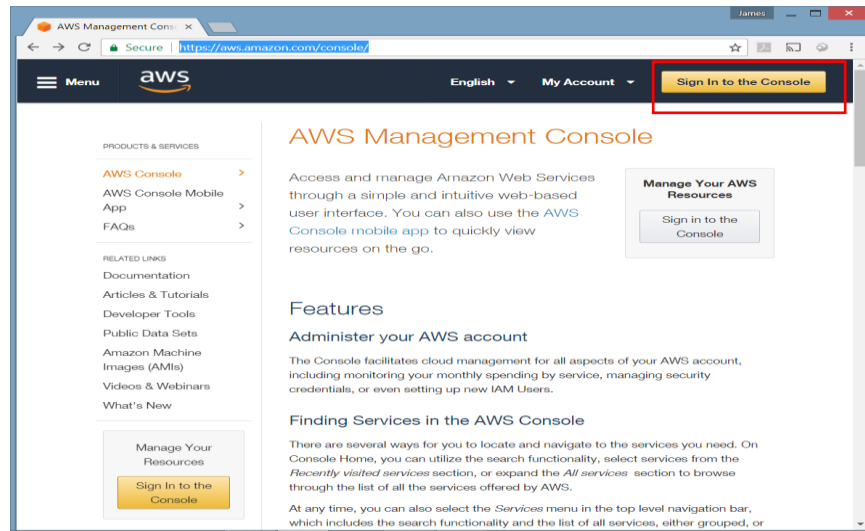 James
AWS Management Cons
Secure https://aws.amazon.com/console/
Menu aws English My Account Sign In to the Console
PRODUCTS & SERVICES
AWS Console
AWS Console Mobile
App
FAQs
RELATED LINKS
Documentation
Articles & Tutorials
Developer Tools
Public Data Sets
Amazon Machine
Images (AMIs)
Videos & Webinars
What's New
Manage Your
Resources
Sign In to the
Console
AWS Management Console
Access and manage Amazon Web Services
through a simple and intuitive web-based
user interface. You can also use the AWS
Console mobile app to quickly view
resources on the go.
Manage Your AWS
Resources
Sign in to the
Console
Features
Administer your AWS account
The Console facilitates cloud management for all aspects of your AWS account,
including monitoring your monthly spending by service, managing security
credentials, or even setting up new IAM Users.
Finding Services in the AWS Console
There are several ways for you to locate and navigate to the services you need. On
Console Home, you can utilize the search functionality, select services from the
Recently visited services section, or expand the All services section to browse
through the list of all the services offered by AWS.
At any time, you can also select the Services menu in the top level navigation bar,
which includes the search functionality and the list of all services, either grouped, or